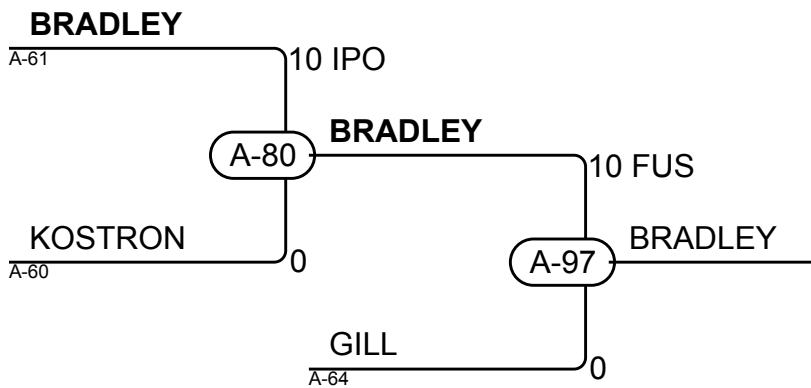 BRADLEY
A-61
10 IPO
A-80
BRADLEY
10 FUS
KOSTRON
A-60
0
A-97
BRADLEY
GILL
A-64
0